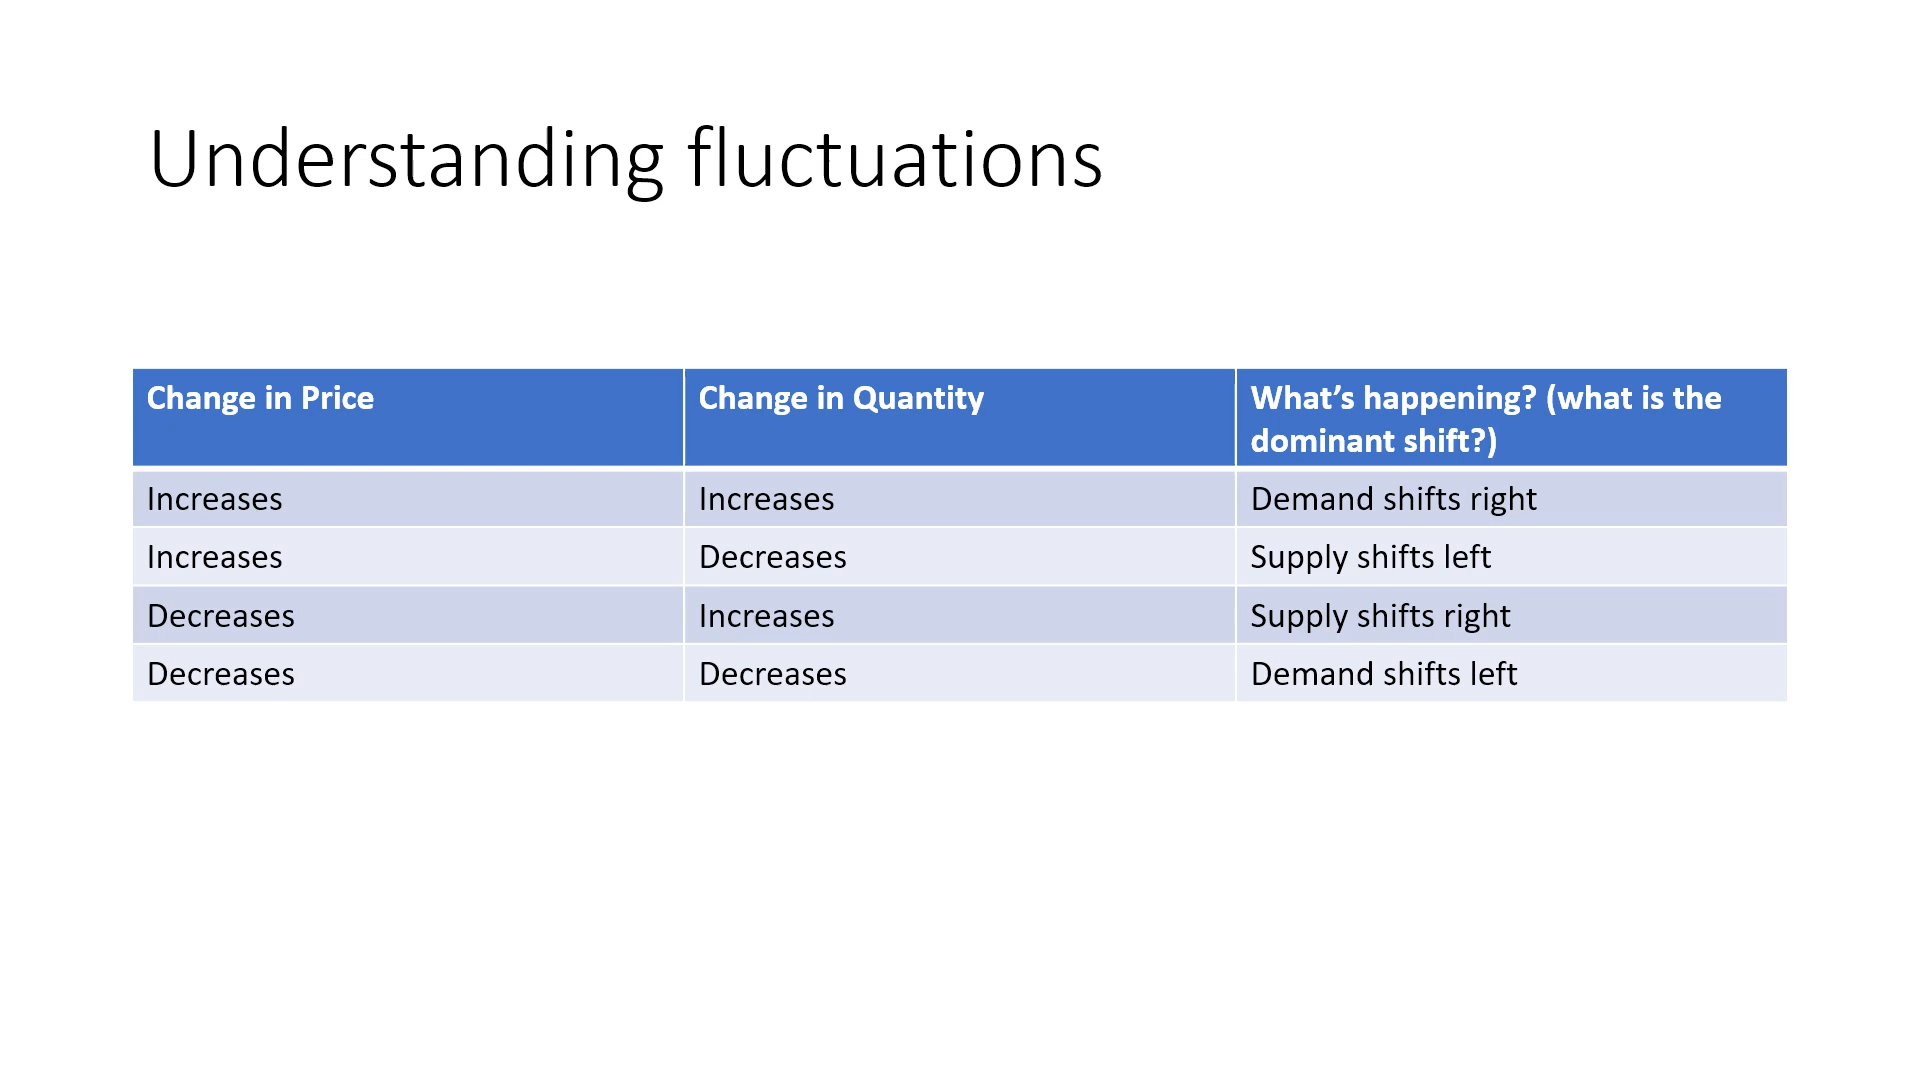 Understanding fluctuations
Change in Price Change in Quantity What’s happening? (what is the
dominant shift?)
Increases Increases Demand shifts right
Increases Decreases Supply shifts left
Decreases Increases Supply shifts right
Decreases Decreases Demand shifts left